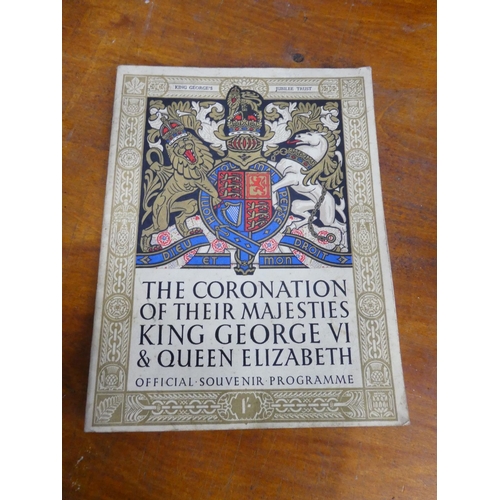 KING GEORGE'S JUBILEE TRUST
DIEU ET MON DROIT
THE CORONATION
OF THEIR MAJESTIES
KING GEORGE VI
& QUEEN ELIZABETH
OFFICIAL·SOUVENIR·PROGRAMME
1/-